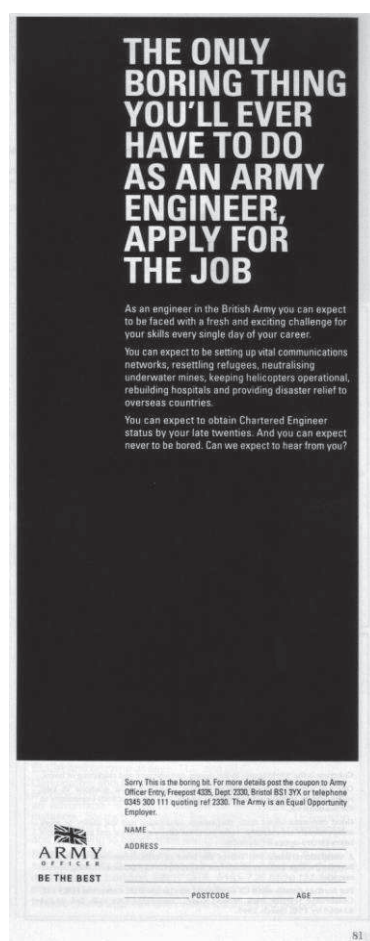 THE ONLY
BORING THING
YOU'LL EVER
HAVE TO DO
AS AN ARMY
ENGINEER,
APPLY FOR
THE JOB
As an engineer in the British Army you can expect
to be faced with a fresh and exciting challenge for
your skills every single day of your career.
You can expect to be setting up vital communications
networks, resettling refugees, neutralising
underwater mines, keeping helicopters operational,
rebuilding hospitals and providing disaster relief to
overseas countries.
You can expect to obtain Chartered Engineer
status by your late twenties. And you can expect
never to be bored. Can we expect to hear from you?
Sorry. This is the boring bit. For more details post the coupon to Army
Officer Entry, Freepost 4335, Dept. 2330, Bristol BS1 3YX or telephone
0345 300 111 quoting ref 2330. The Army is an Equal Opportunity
Employer.
NAME
ADDRESS
POSTCODE AGE
ARMY
OFFICER
BE THE BEST
81